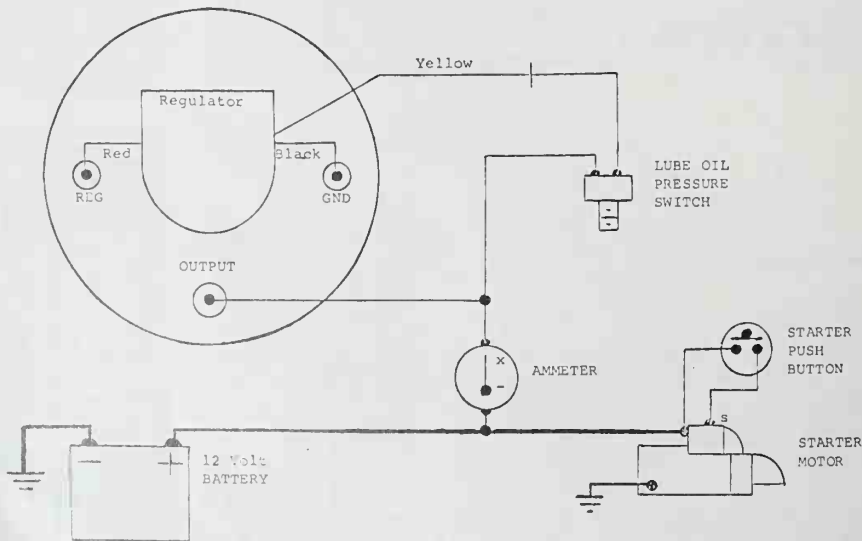 Yellow
Regulator
Red
Black
REG
GND
LUBE OIL
PRESSURE
SWITCH
OUTPUT
X
-
AMMETER
STARTER
PUSH
BUTTON
S
STARTER
MOTOR
- +
12 Volt
BATTERY